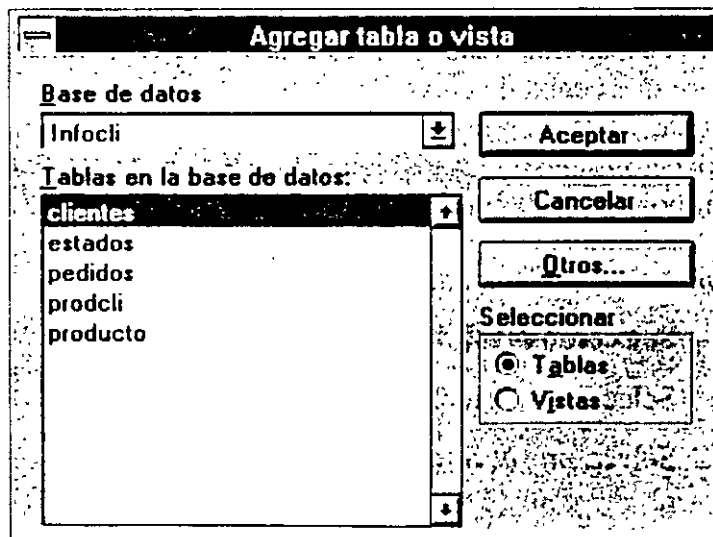 Agregar tabla o vista
Base de datos
Infocli
Aceptar
Tablas en la base de datos:
clientes
Cancelar
estados
pedidos
Otros...
prodcli
Seleccionar
producto
Tablas
Vistas